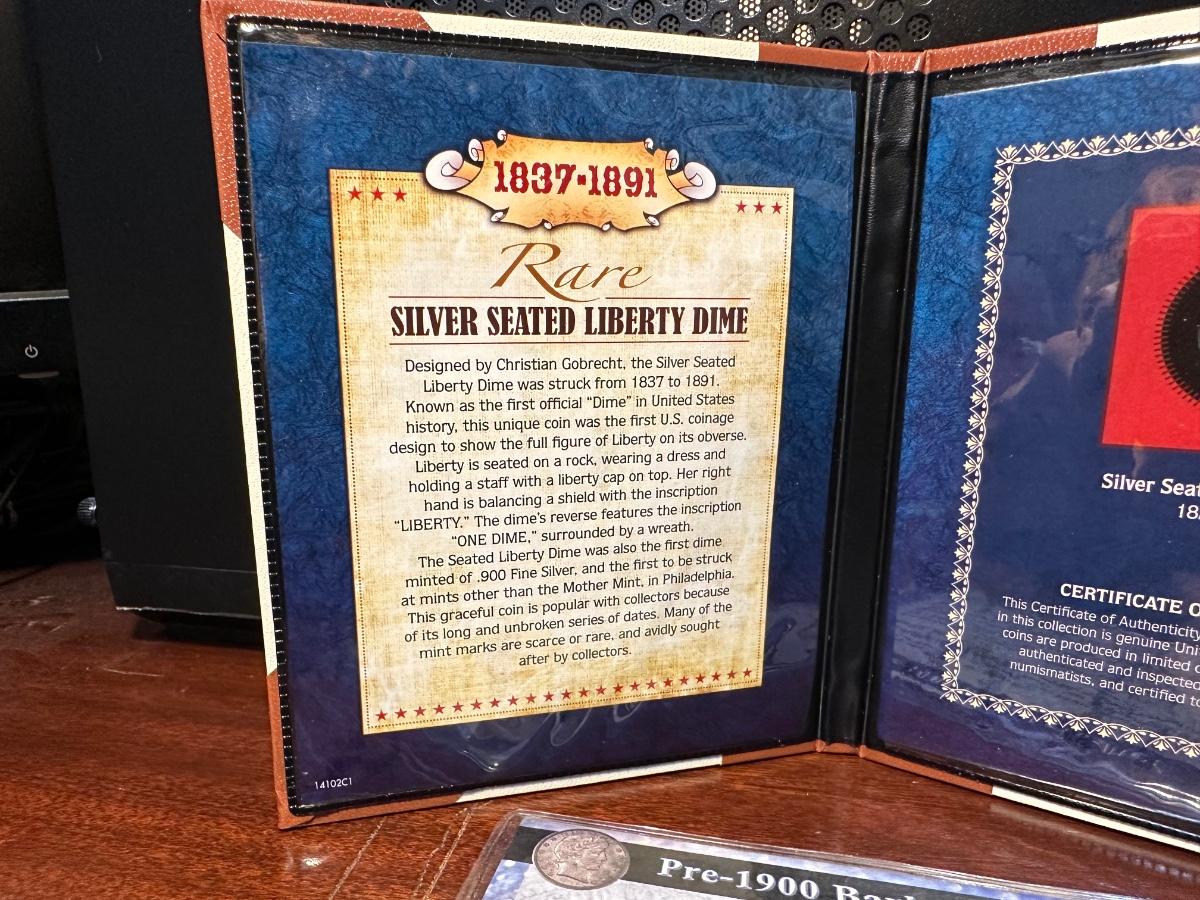 1837-1891
Rare
SILVER SEATED LIBERTY DIME
Designed by Christian Gobrecht, the Silver Seated
Liberty Dime was struck from 1837 to 1891.
Known as the first official “Dime” in United States
history, this unique coin was the first U.S. coinage
design to show the full figure of Liberty on its obverse.
Liberty is seated on a rock, wearing a dress and
holding a staff with a liberty cap on top. Her right
hand is balancing a shield with the inscription
“LIBERTY.” The dime's reverse features the inscription
“ONE DIME,” surrounded by a wreath.
The Seated Liberty Dime was also the first dime
minted of .900 Fine Silver, and the first to be struck
at mints other than the Mother Mint, in Philadelphia.
This graceful coin is popular with collectors because
of its long and unbroken series of dates. Many of the
mint marks are scarce or rare, and avidly sought
after by collectors.
14102C1
Silver
18
CERTIFICATE
This Certificate of
in this collection is genuine
coins are produced in limited
authenticated and inspected
numismatists, and certified
Pre-1900